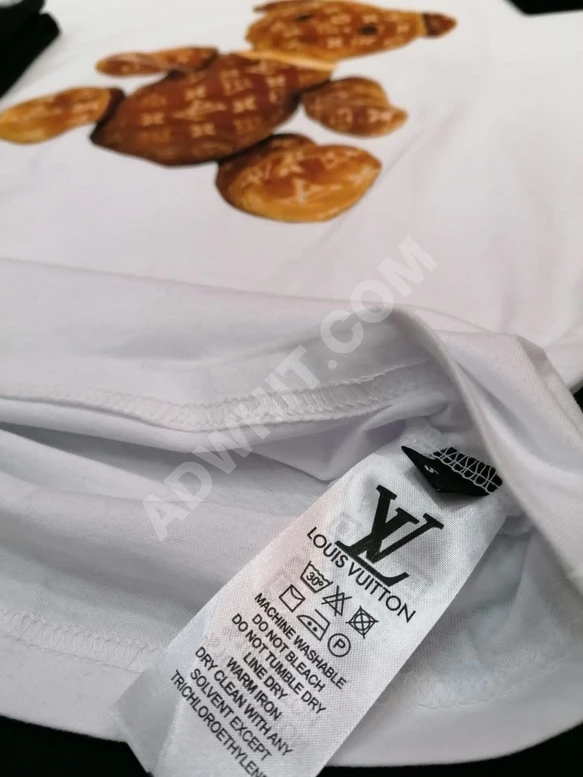 ADWHIT.COM
S
LV
LOUIS VUITTON
30°
P
MACHINE WASHABLE
DO NOT BLEACH
DO NOT TUMBLE DRY
LINE DRY
WARM IRON
DRY CLEAN WITH ANY
SOLVENT EXCEPT
TRICHLOROETHYLEN